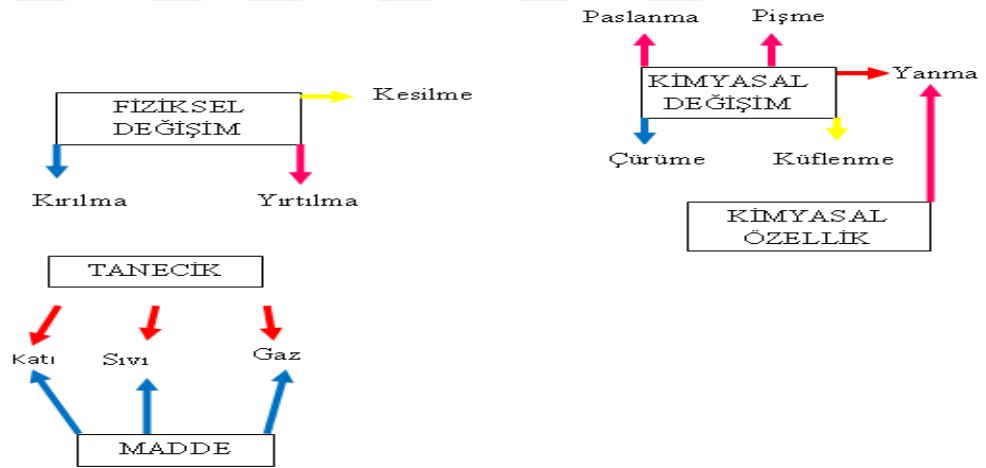 Paslanma
Pişme
KİMYASAL
DEĞİŞİM
Yanma
Çürüme
Küflenme
KİMYASAL
ÖZELLİK
FİZİKSEL
DEĞİŞİM
Kesilme
Kırılma
Yırtılma
TANECİK
Katı
Sıvı
Gaz
MADDE